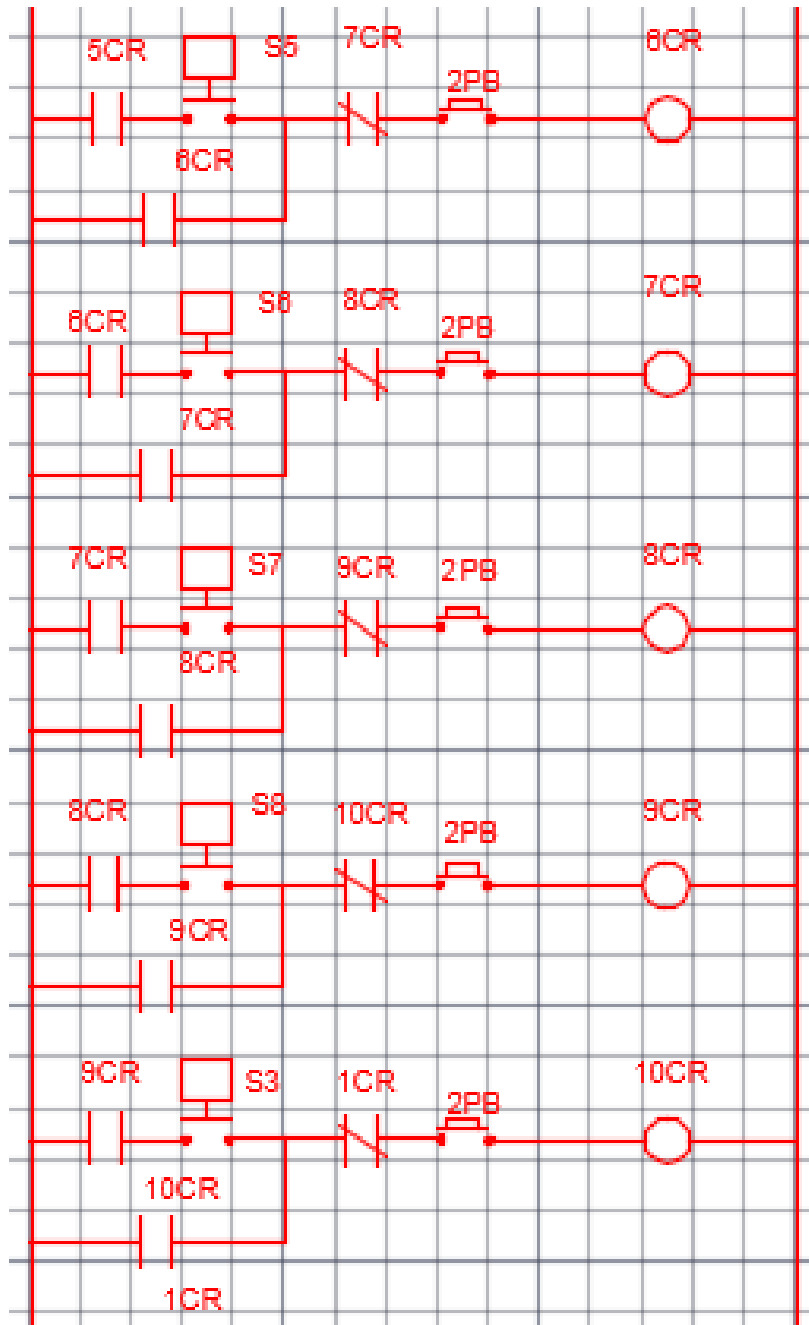 5CR S5 7CR 2PB 6CR
6CR
6CR S6 8CR 2PB 7CR
7CR
7CR S7 9CR 2PB 8CR
8CR
8CR S8 10CR 2PB 9CR
9CR
9CR S3 1CR 2PB 10CR
10CR
1CR